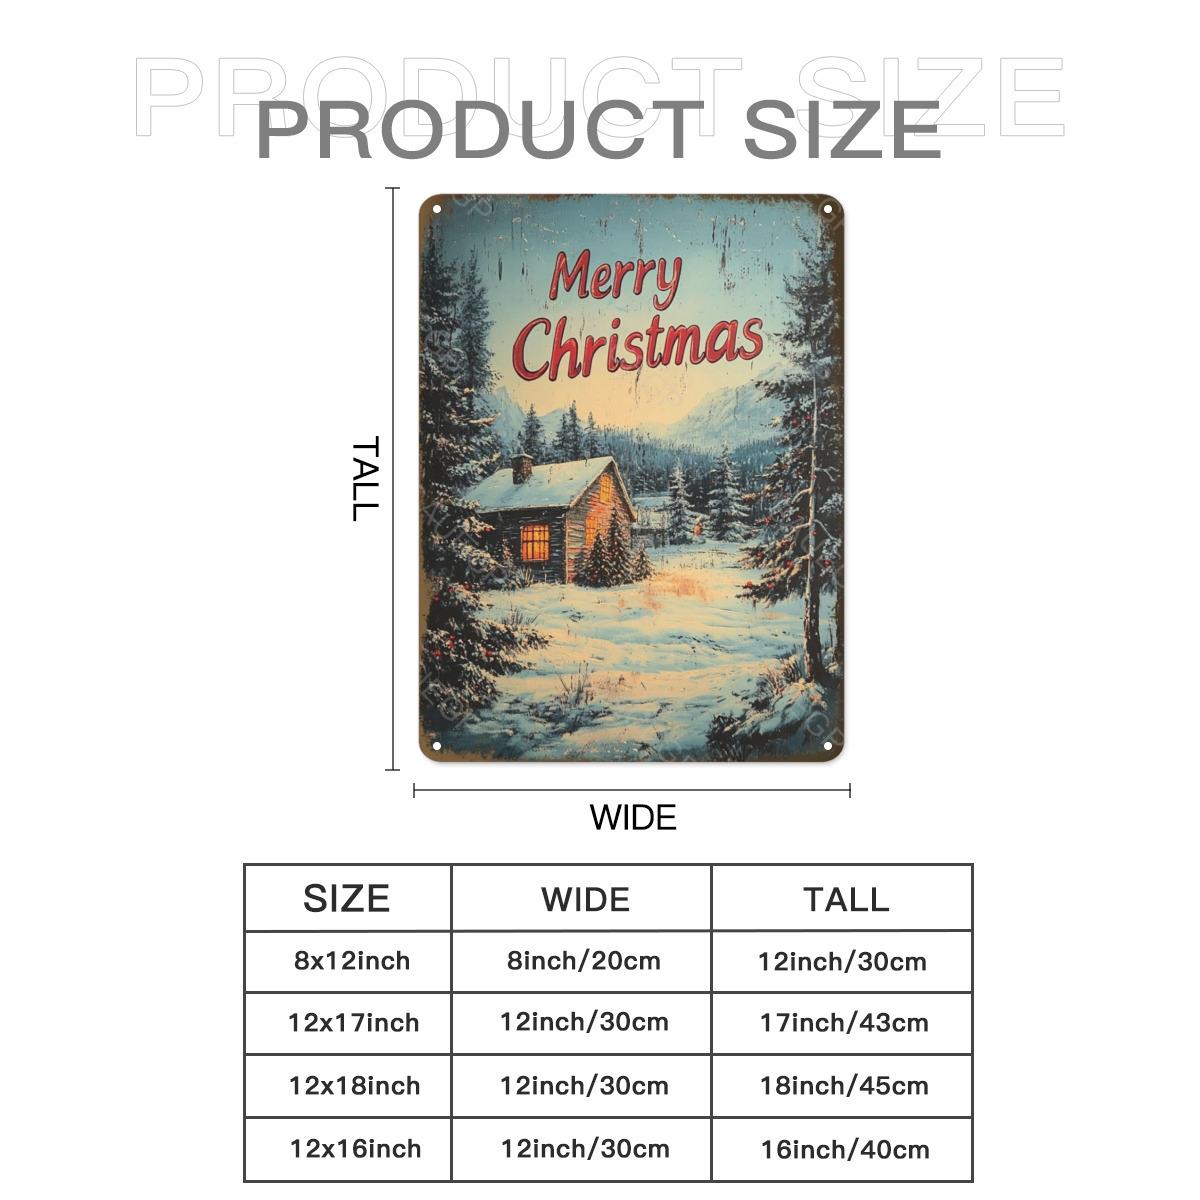 PRODUCT SIZE
PRODUCT SIZE
Merry
Christmas
TALL
WIDE
SIZE WIDE TALL
8x12inch 8inch/20cm 12inch/30cm
12x17inch 12inch/30cm 17inch/43cm
12x18inch 12inch/30cm 18inch/45cm
12x16inch 12inch/30cm 16inch/40cm